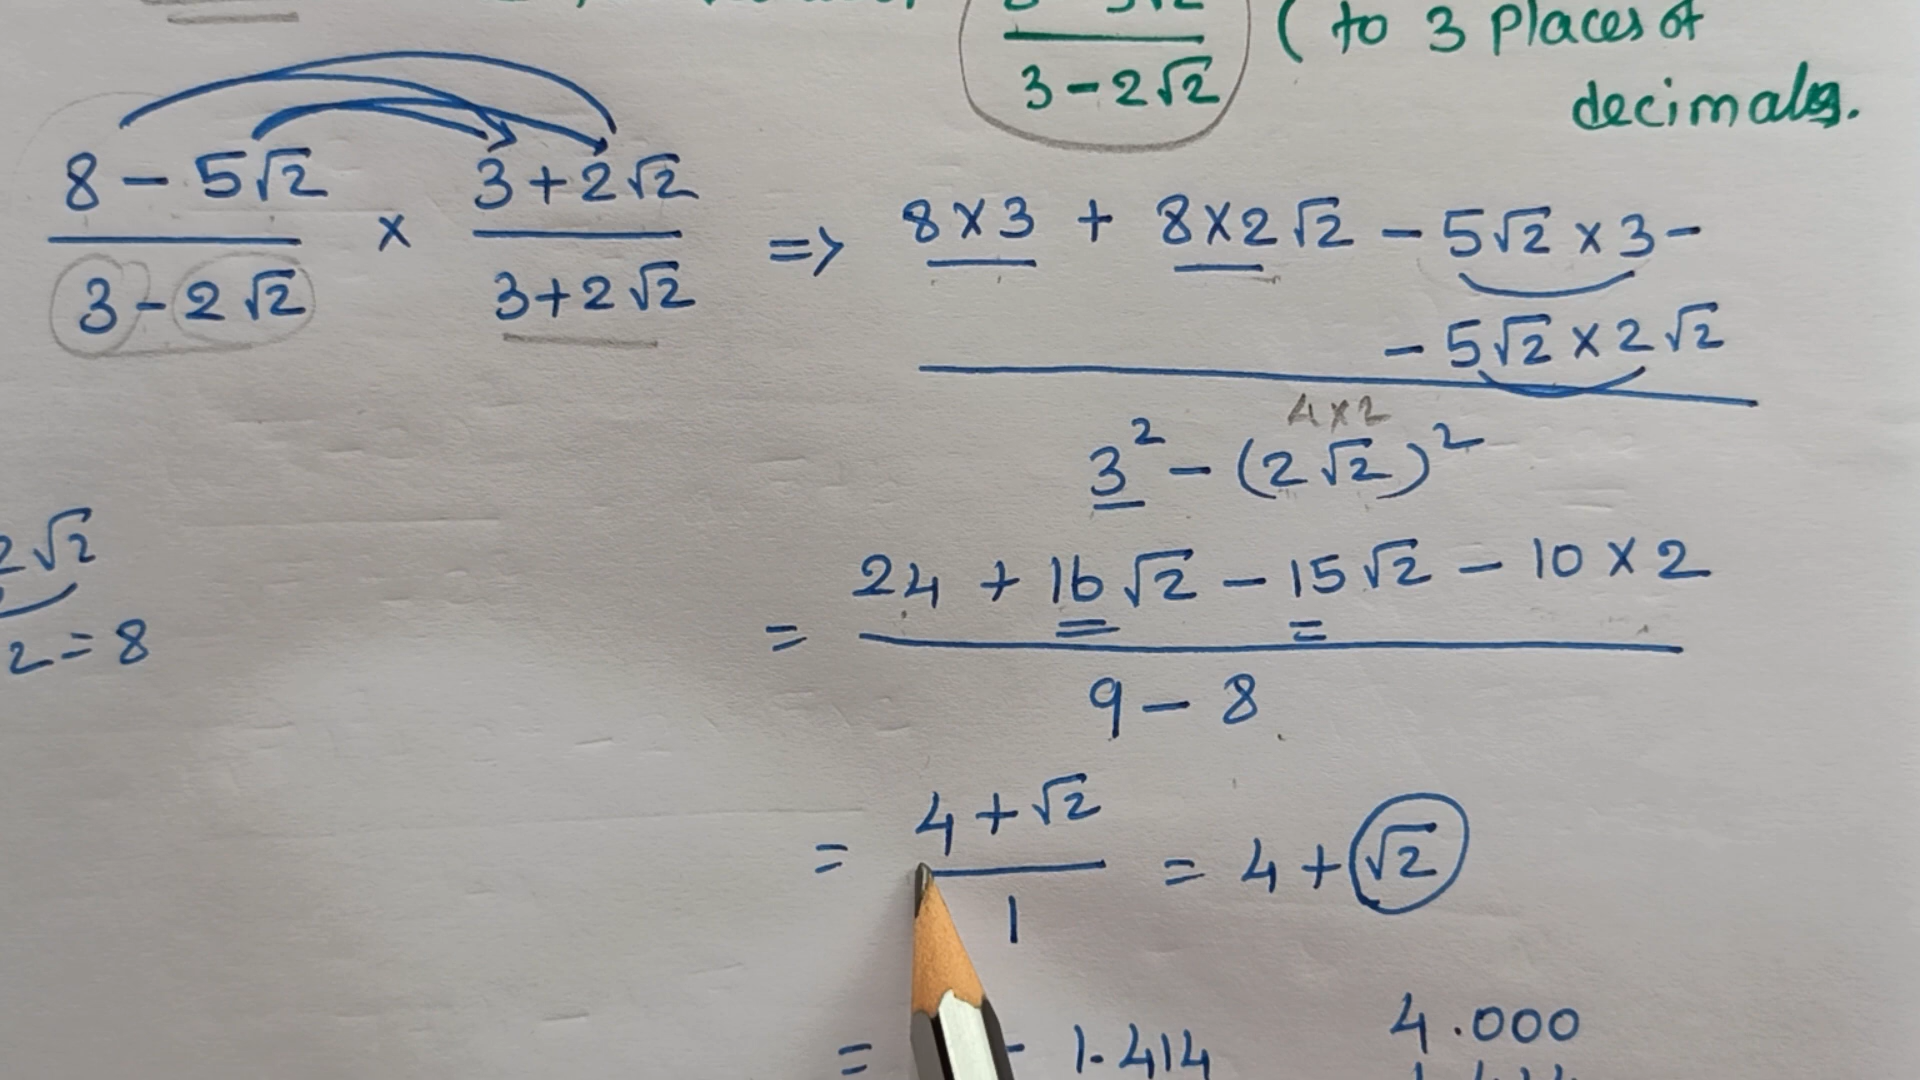 3 - 2√2 ( to 3 places of
decimals.
8 - 5√2 / 3 - 2√2 × 3 + 2√2 / 3 + 2√2 => 8 × 3 + 8 × 2√2 - 5√2 × 3 -
- 5√2 × 2√2
4 × 2
3² - (2√2)²
2√2
2 = 8
= 24 + 16√2 - 15√2 - 10 × 2 / 9 - 8
= 4 + √2 / 1 = 4 + √2
= 1.414
4.000